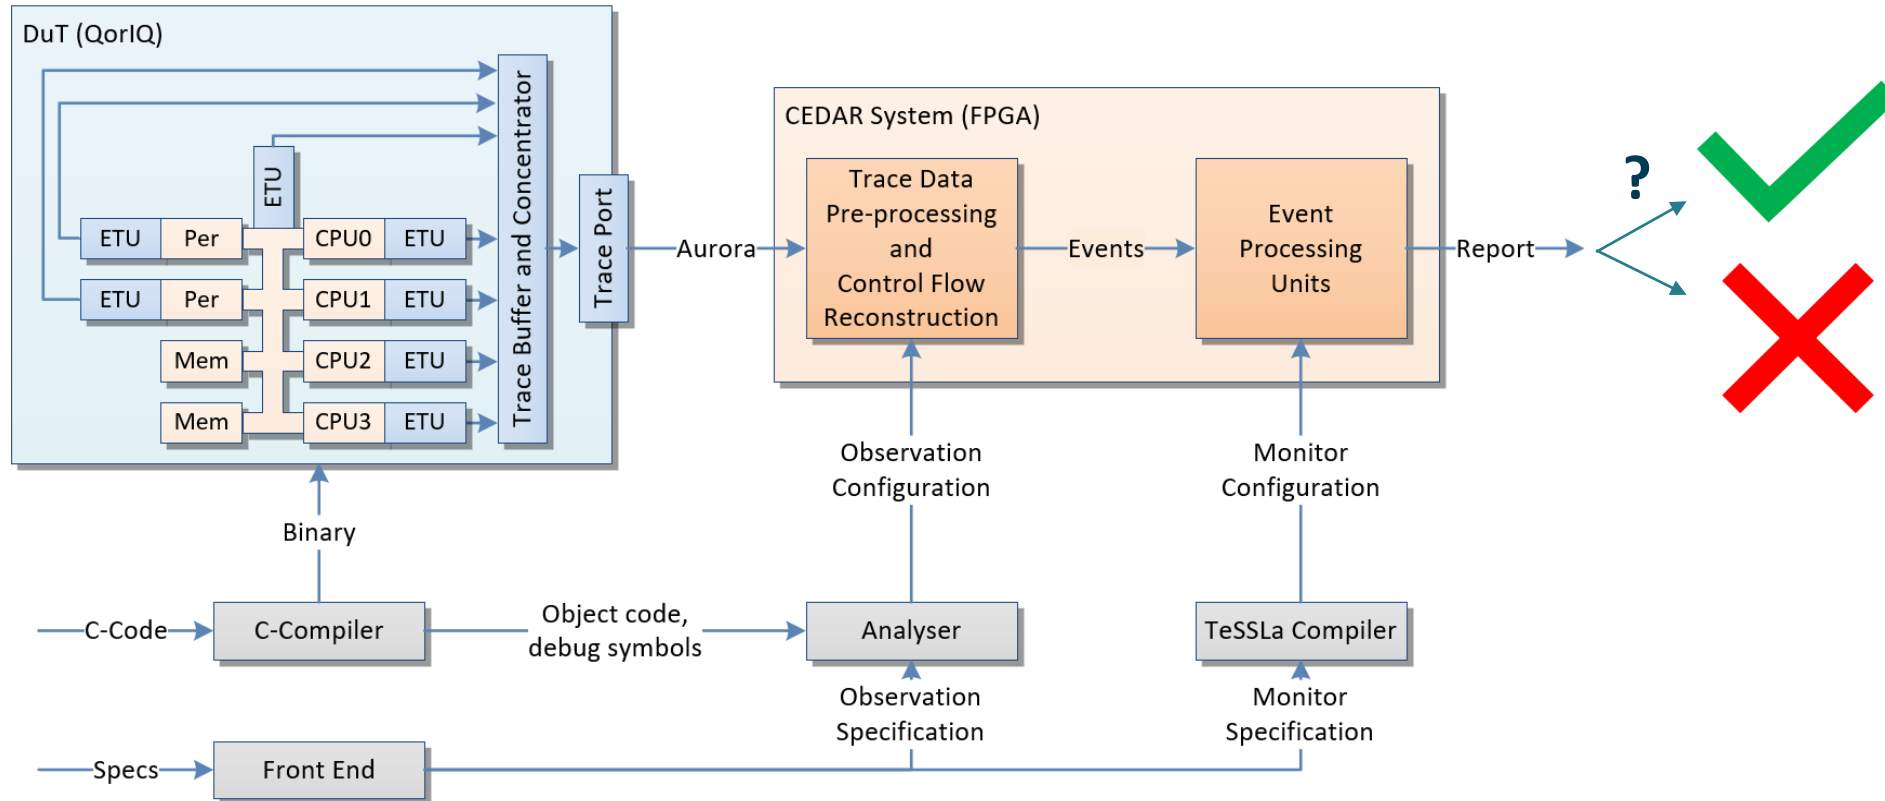 DuT (QorIQ)
ETU
ETU Per
CPU0 ETU
ETU Per
CPU1 ETU
Mem
CPU2 ETU
Mem
CPU3 ETU
Trace Buffer and Concentrator
Trace Port
Aurora
CEDAR System (FPGA)
Trace Data
Pre-processing
and
Control Flow
Reconstruction
Events
Event
Processing
Units
Report
?
Binary
Observation
Configuration
Monitor
Configuration
C-Code
C-Compiler
Object code,
debug symbols
Analyser
TeSSLa Compiler
Observation
Specification
Monitor
Specification
Specs
Front End